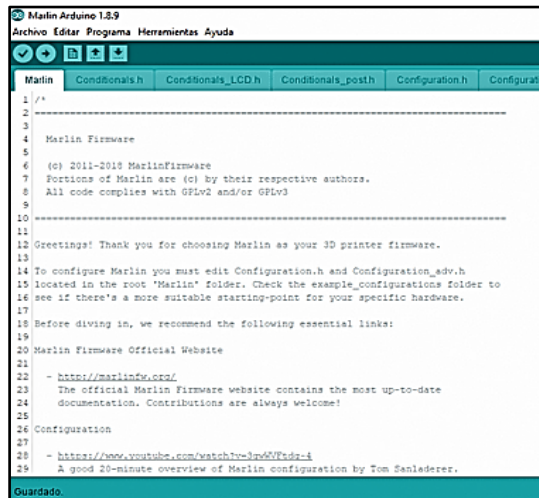 Marlin Arduino 1.8.9
Archivo Editar Programa Herramientas Ayuda
Marlin Conditionals.h Conditionals_LCD.h Conditionals_post.h Configuration.h Configurat
1 /*
2 ================================================================================
3
4 Marlin Firmware
5
6 (c) 2011-2018 MarlinFirmware
7 Portions of Marlin are (c) by their respective authors.
8 All code complies with GPLv2 and/or GPLv3
9
10 ================================================================================
11
12 Greetings! Thank you for choosing Marlin as your 3D printer firmware.
13
14 To configure Marlin you must edit Configuration.h and Configuration_adv.h
15 located in the root 'Marlin' folder. Check the example_configurations folder to
16 see if there's a more suitable starting-point for your specific hardware.
17
18 Before diving in, we recommend the following essential links:
19
20 Marlin Firmware Official Website
21
22 - http://marlinfw.org/
23 The official Marlin Firmware website contains the most up-to-date
24 documentation. Contributions are always welcome!
25
26 Configuration
27
28 -
29 A good 20-minute overview of Marlin configuration by Tom Sanladerer.
Guardado.